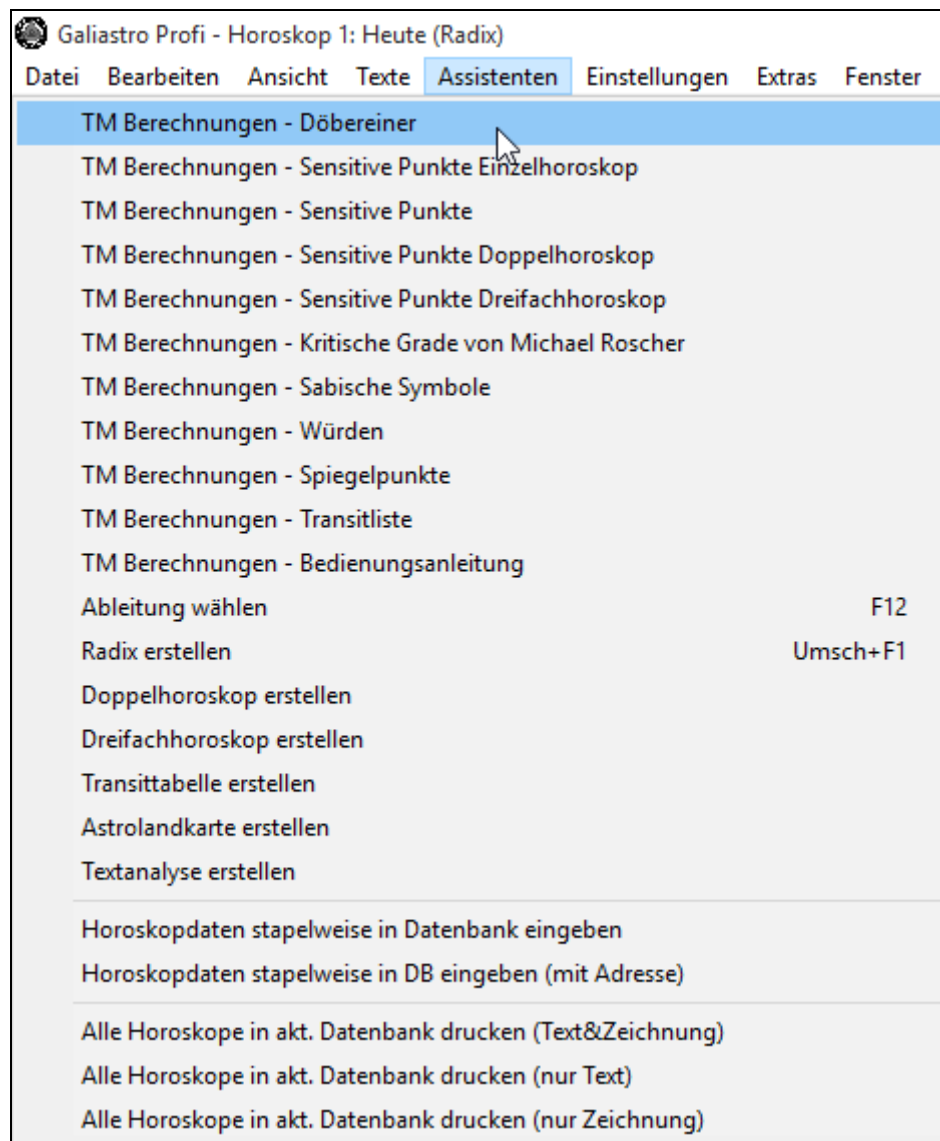 Galiastro Profi - Horoskop 1: Heute (Radix)
Datei Bearbeiten Ansicht Texte Assistenten Einstellungen Extras Fenster
TM Berechnungen - Döbereiner
TM Berechnungen - Sensitive Punkte Einzelhoroskop
TM Berechnungen - Sensitive Punkte
TM Berechnungen - Sensitive Punkte Doppelhoroskop
TM Berechnungen - Sensitive Punkte Dreifachhoroskop
TM Berechnungen - Kritische Grade von Michael Roscher
TM Berechnungen - Sabische Symbole
TM Berechnungen - Würden
TM Berechnungen - Spiegelpunkte
TM Berechnungen - Transitliste
TM Berechnungen - Bedienungsanleitung
Ableitung wählen F12
Radix erstellen Umsch+F1
Doppelhoroskop erstellen
Dreifachhoroskop erstellen
Transittabelle erstellen
Astrolandkarte erstellen
Textanalyse erstellen
Horoskopdaten stapelweise in Datenbank eingeben
Horoskopdaten stapelweise in DB eingeben (mit Adresse)
Alle Horoskope in akt. Datenbank drucken (Text&Zeichnung)
Alle Horoskope in akt. Datenbank drucken (nur Text)
Alle Horoskope in akt. Datenbank drucken (nur Zeichnung)